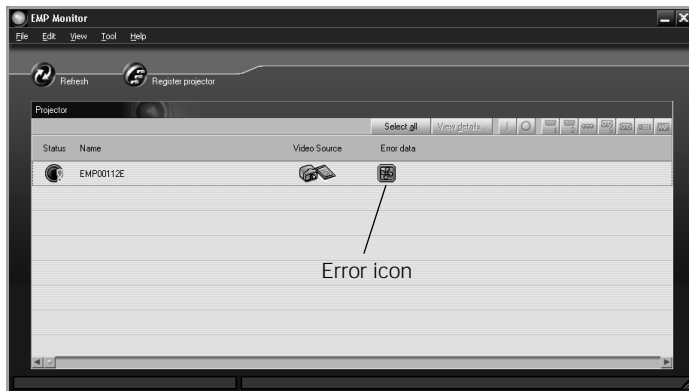 EMP Monitor
File Edit View Tool Help
Refresh Register projector
Projector
Select all View details...
Status Name Video Source Error data
EMP00112E
Error icon